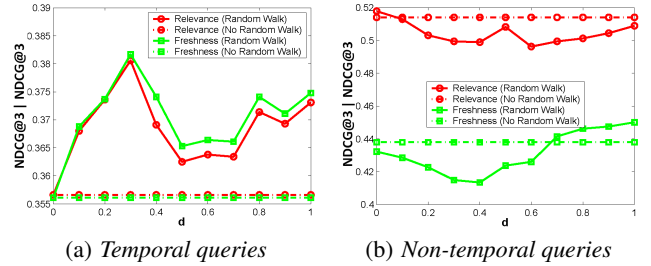 NDCG@3 | NDCG@3
0.39
0.385
0.38
0.375
0.37
0.365
0.36
0.355
0 0.2 0.4 0.6 0.8 1
d
Relevance (Random Walk)
Relevance (No Random Walk)
Freshness (Random Walk)
Freshness (No Random Walk)
(a) Temporal queries
NDCG@3 | NDCG@3
0.52
0.5
0.48
0.46
0.44
0.42
0.4
0 0.2 0.4 0.6 0.8 1
d
Relevance (Random Walk)
Relevance (No Random Walk)
Freshness (Random Walk)
Freshness (No Random Walk)
(b) Non-temporal queries